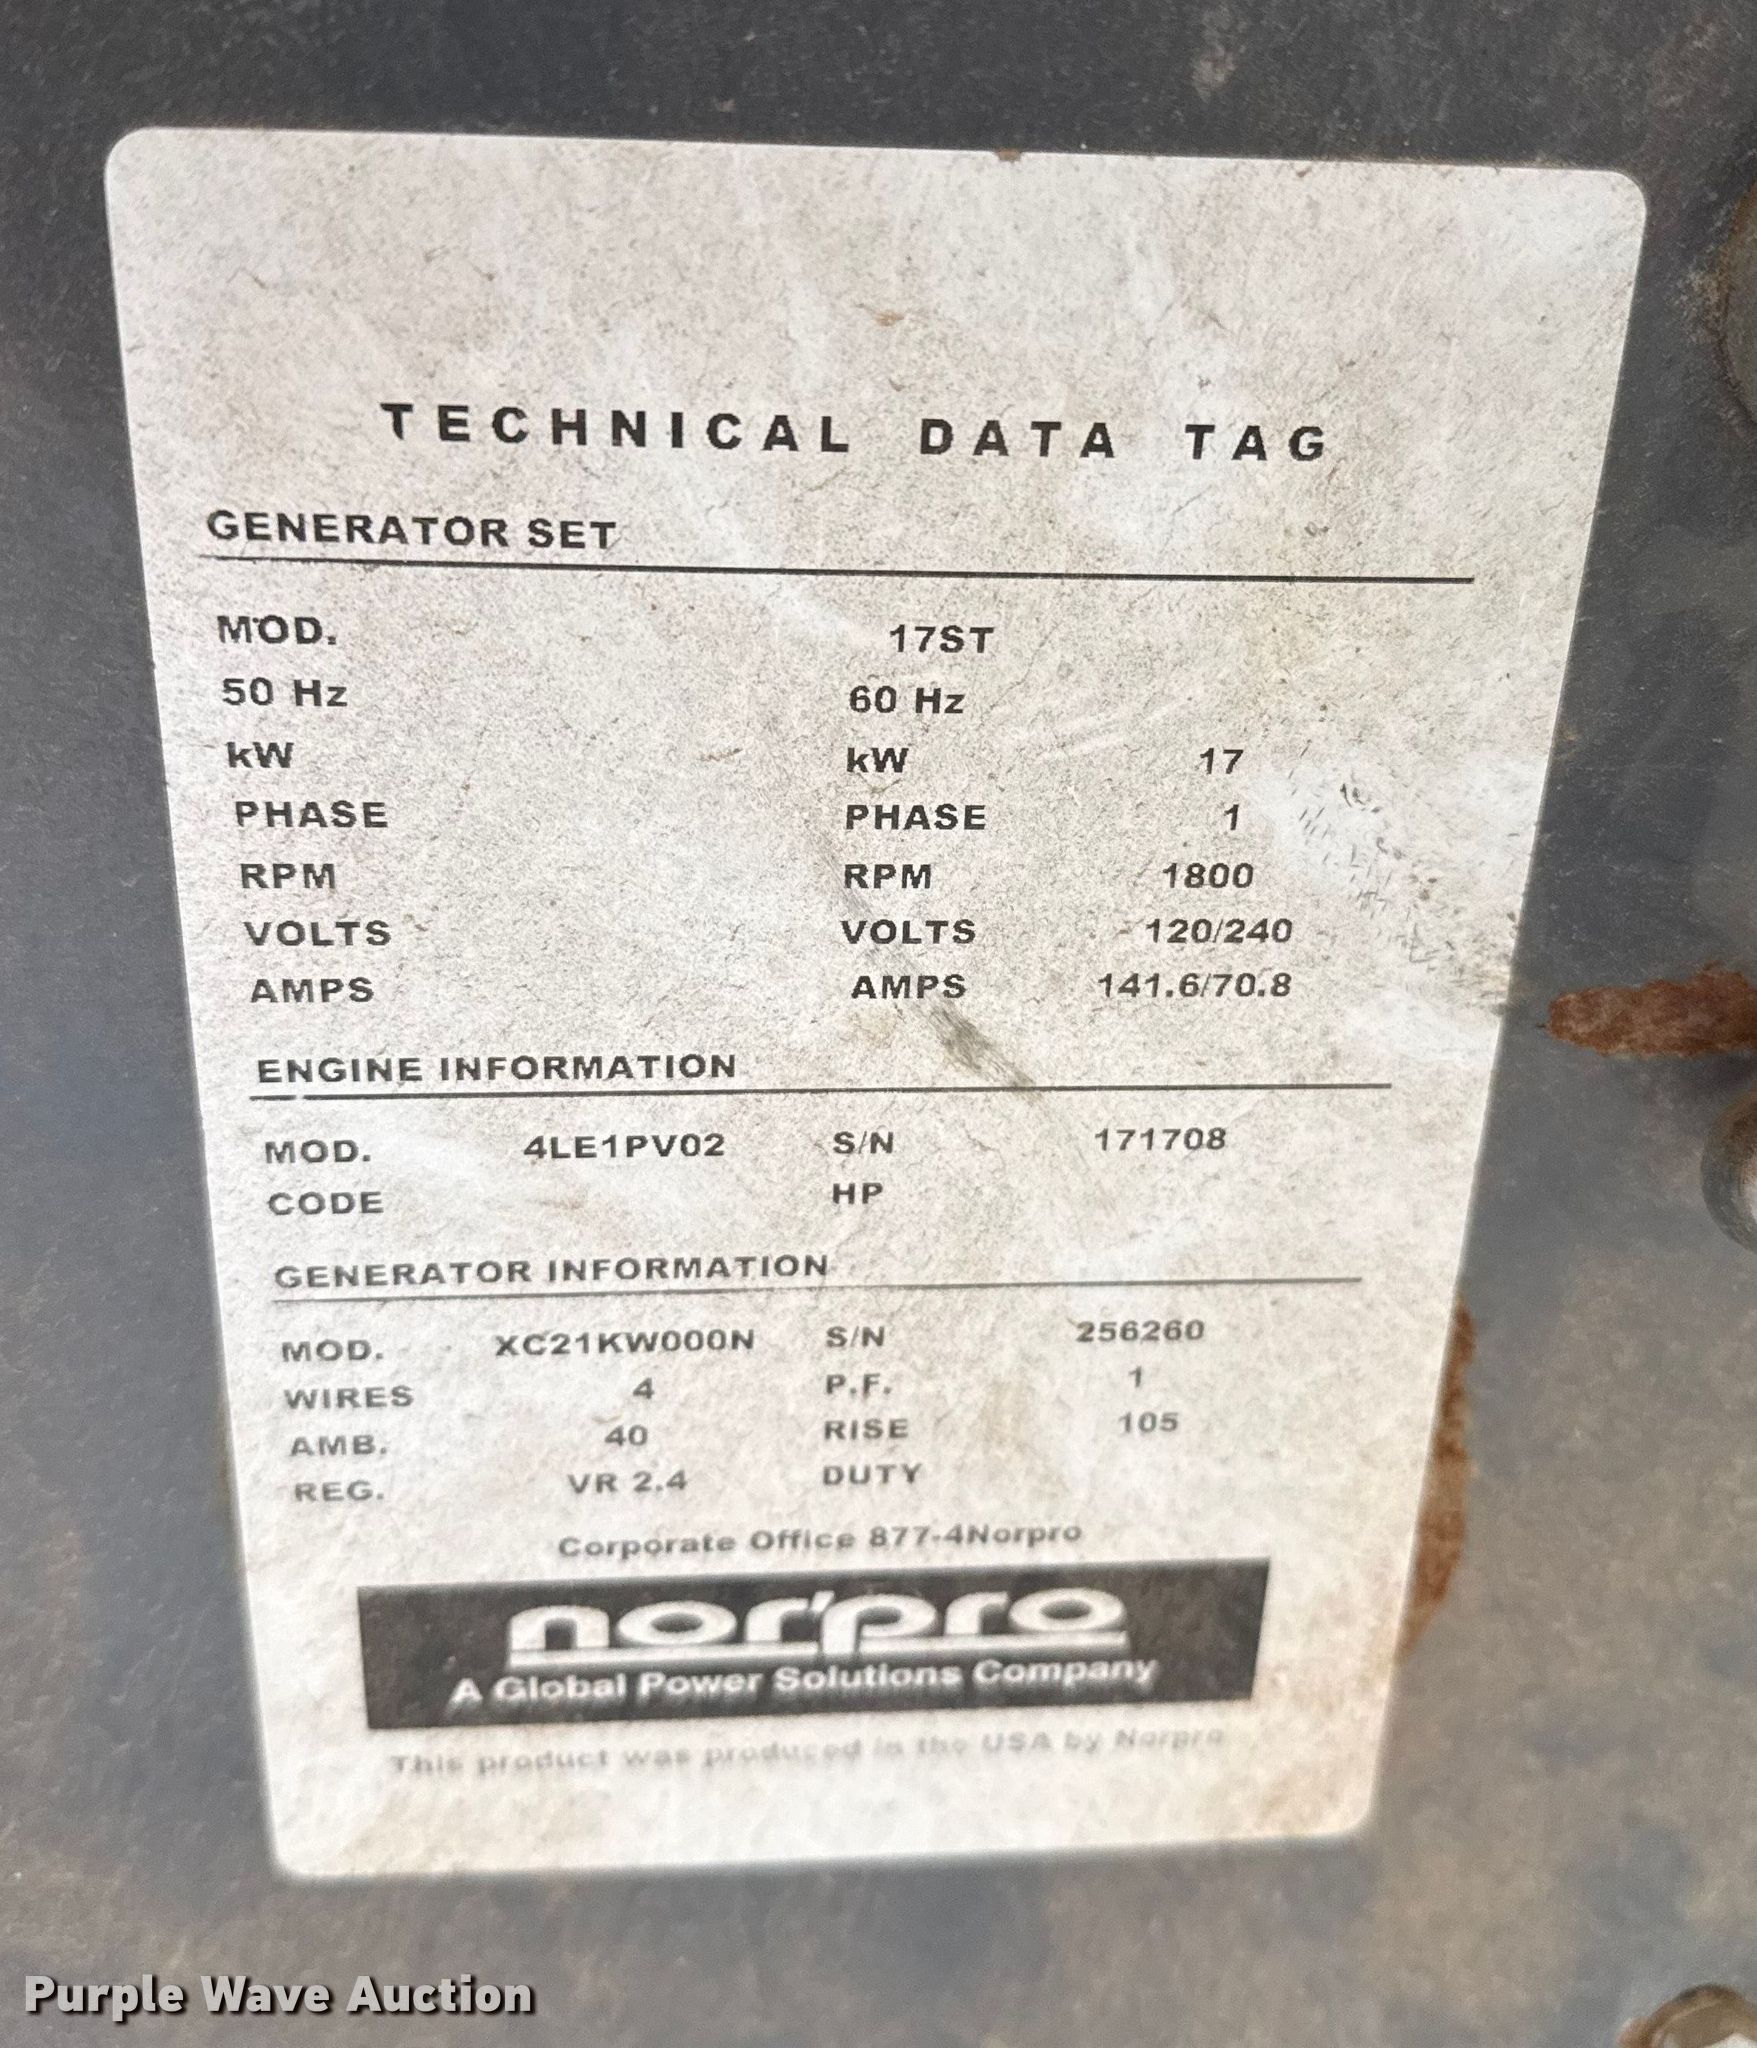 TECHNICAL DATA TAG
GENERATOR SET
MOD. 17ST
50 Hz 60 Hz
kW kW 17
PHASE PHASE 1
RPM RPM 1800
VOLTS VOLTS 120/240
AMPS AMPS 141.6/70.8
ENGINE INFORMATION
MOD. 4LE1PV02 S/N 171708
CODE HP
GENERATOR INFORMATION
MOD. XC21KW000N S/N 256260
WIRES 4 P.F. 1
AMB. 40 RISE 105
REG. VR 2.4 DUTY
Corporate Office 877-4Norpro
nor'pro
A Global Power Solutions Company
This product was produced in the USA by Norpro
Purple Wave Auction